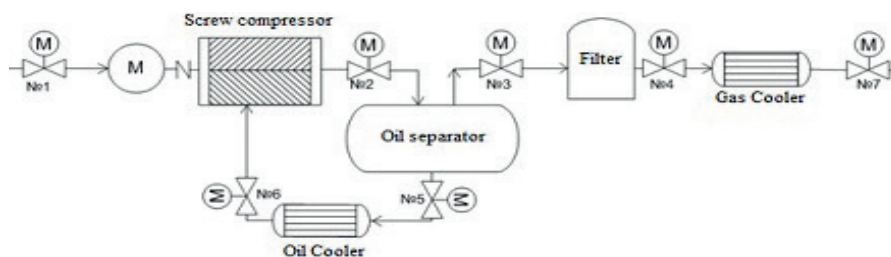 Screw compressor
M
M
M
M
M
M
Filter
№1
№2
№3
№4
Gas Cooler
№7
Oil separator
M
№6
№5
M
Oil Cooler